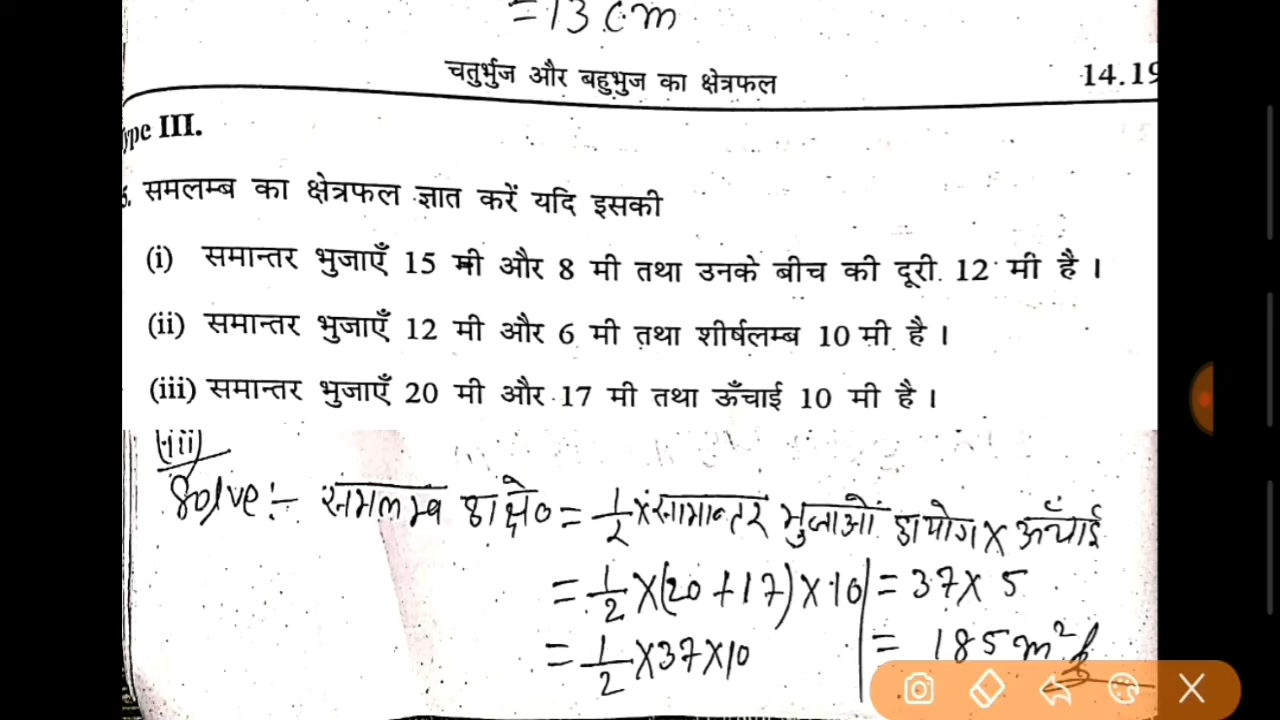 = 13 cm
चतुर्भुज और बहुभुज का क्षेत्रफल 14.19
ype III.
समलम्ब का क्षेत्रफल ज्ञात करें यदि इसकी
(i) समान्तर भुजाएँ 15 मी और 8 मी तथा उनके बीच की दूरी 12 मी है ।
(ii) समान्तर भुजाएँ 12 मी और 6 मी तथा शीर्षलम्ब 10 मी है ।
(iii) समान्तर भुजाएँ 20 मी और 17 मी तथा ऊँचाई 10 मी है ।
(iii)
Solve :- समलम्ब का क्षे० = 1/2 × सामान्तर भुजाओं का योग × ऊँचाई
= 1/2 × (20 + 17) × 10 = 37 × 5
= 1/2 × 37 × 10 = 185 m²